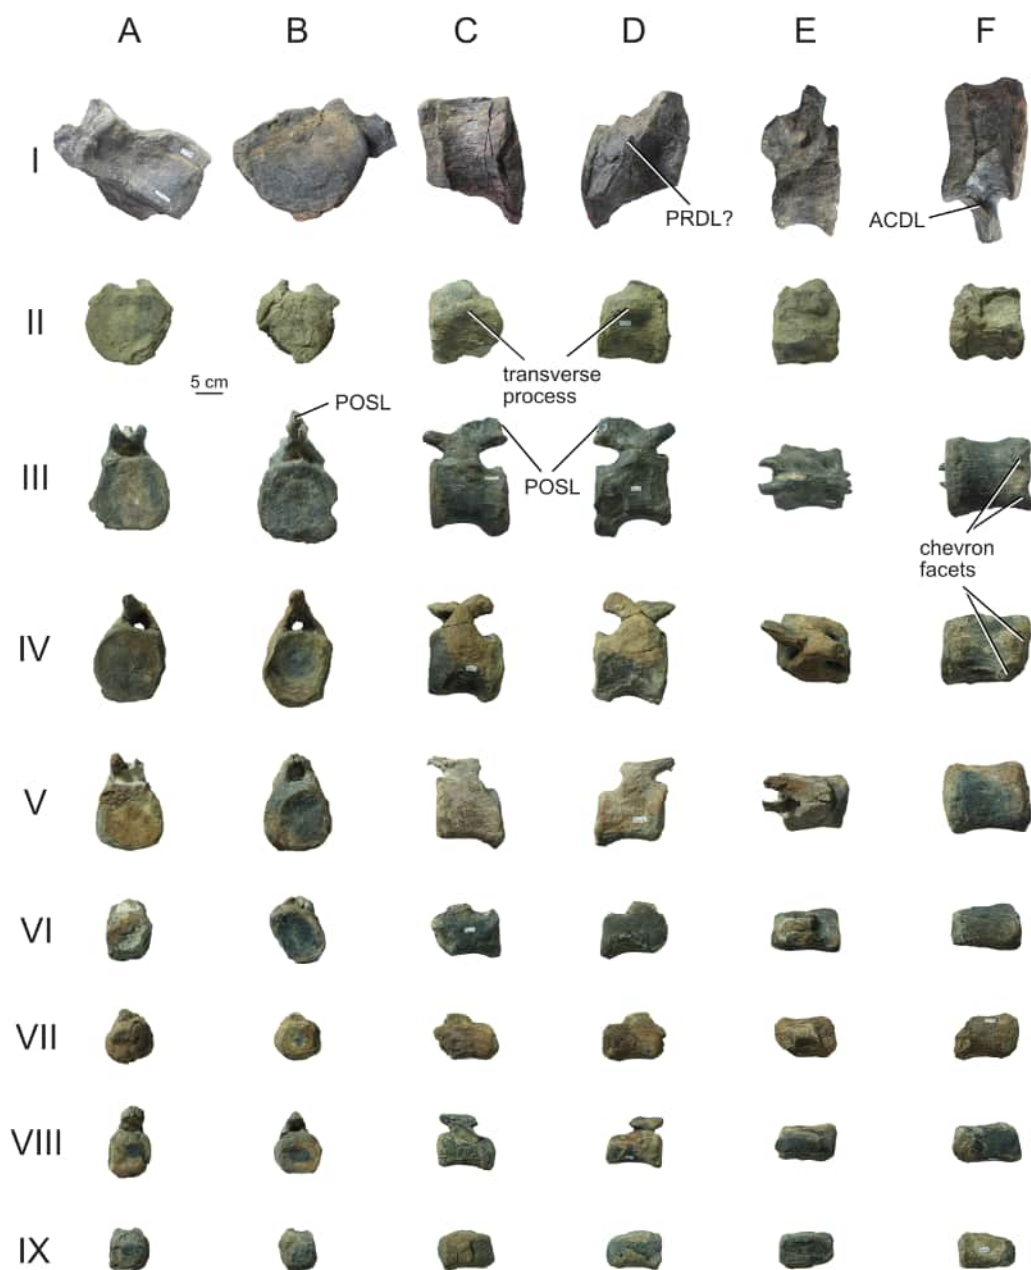 A B C D E F
I
PRDL?
ACDL
II
transverse
process
5 cm
POSL
III
POSL
chevron
facets
IV
V
VI
VII
VIII
IX